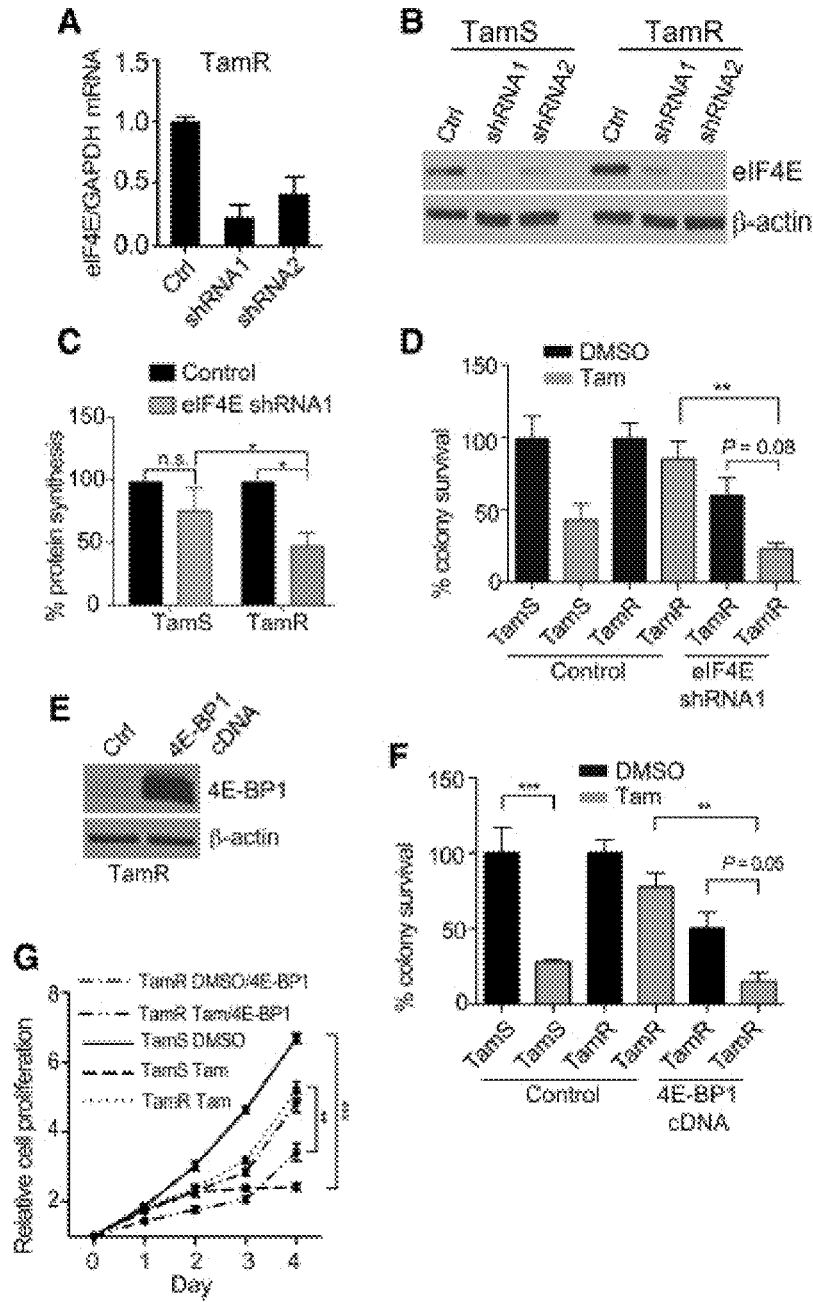 A
TamR
eIF4E/GAPDH mRNA
1.5
1.0
0.5
0.0
Ctrl
shRNA1
shRNA2
B
TamS
TamR
Ctrl
shRNA1
shRNA2
Ctrl
shRNA1
shRNA2
eIF4E
β-actin
C
Control
eIF4E shRNA1
% protein synthesis
150
100
50
0
n.s.
*
*
TamS
TamR
D
DMSO
Tam
% colony survival
150
100
50
0
**
P = 0.08
TamS
TamS
TamR
TamR
TamR
TamR
Control
eIF4E
shRNA1
E
Ctrl
4E-BP1
cDNA
4E-BP1
β-actin
TamR
F
DMSO
Tam
% colony survival
150
100
50
0
***
**
P = 0.05
TamS
TamS
TamR
TamR
TamR
TamR
Control
4E-BP1
cDNA
G
TamR DMSO/4E-BP1
TamR Tam/4E-BP1
TamS DMSO
TamS Tam
TamR Tam
Relative cell proliferation
8
6
4
2
**
***
0
1
2
3
4
Day